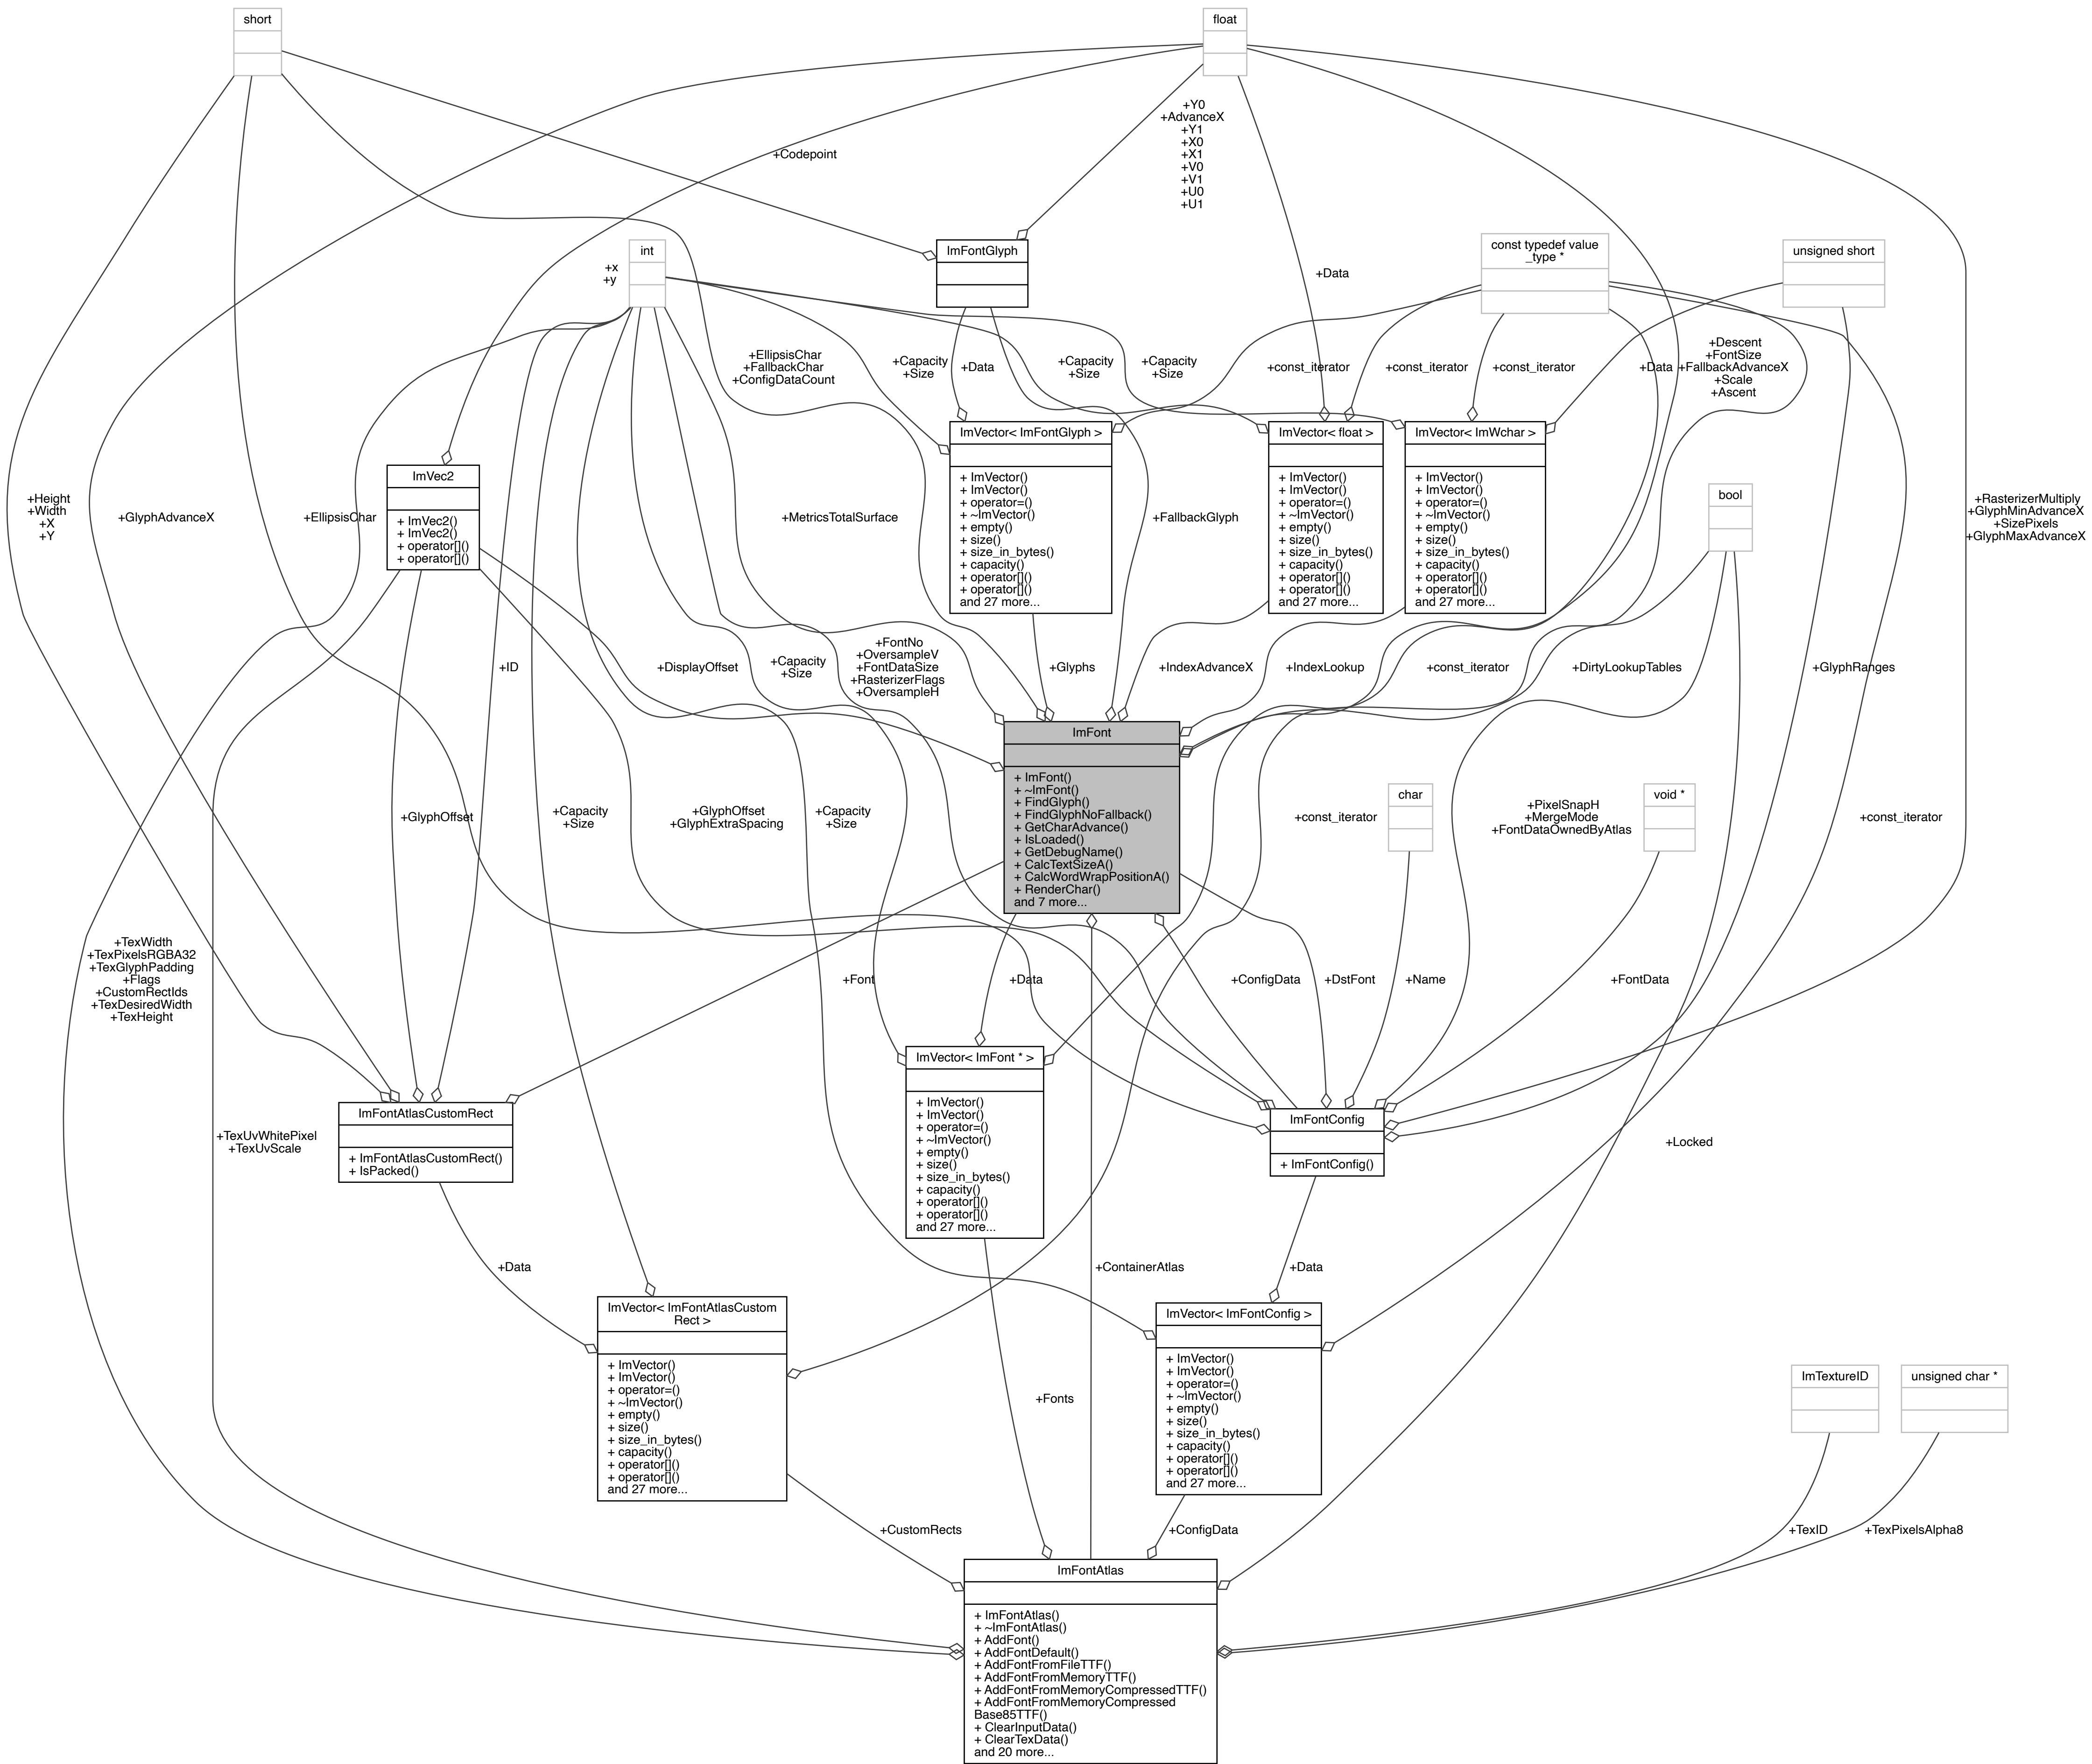 short
float
+Y0
+AdvanceX
+Y1
+X0
+X1
+V0
+V1
+U0
+U1
+Codepoint
int
+x
+y
ImFontGlyph
+Data
const typedef value
_type *
unsigned short
+EllipsisChar
+FallbackChar
+ConfigDataCount
+Capacity
+Size
+Data
+Capacity
+Size
+Capacity
+Size
+const_iterator
+const_iterator
+const_iterator
+Data
+Descent
+FontSize
+FallbackAdvanceX
+Scale
+Ascent
+Height
+Width
+X
+Y
+GlyphAdvanceX
+EllipsisChar
ImVec2
+ ImVec2()
+ ImVec2()
+ operator[]()
+ operator[]()
+MetricsTotalSurface
ImVector< ImFontGlyph >
+ ImVector()
+ ImVector()
+ operator=()
+ ~ImVector()
+ empty()
+ size()
+ size_in_bytes()
+ capacity()
+ operator[]()
+ operator[]()
and 27 more...
+FallbackGlyph
ImVector< float >
+ ImVector()
+ ImVector()
+ operator=()
+ ~ImVector()
+ empty()
+ size()
+ size_in_bytes()
+ capacity()
+ operator[]()
+ operator[]()
and 27 more...
ImVector< ImWchar >
+ ImVector()
+ ImVector()
+ operator=()
+ ~ImVector()
+ empty()
+ size()
+ size_in_bytes()
+ capacity()
+ operator[]()
+ operator[]()
and 27 more...
bool
+RasterizerMultiply
+GlyphMinAdvanceX
+SizePixels
+GlyphMaxAdvanceX
+ID
+DisplayOffset
+Capacity
+Size
+FontNo
+OversampleV
+FontDataSize
+RasterizerFlags
+OversampleH
+Glyphs
+IndexAdvanceX
+IndexLookup
+const_iterator
+DirtyLookupTables
+GlyphRanges
ImFont
+ ImFont()
+ ~ImFont()
+ FindGlyph()
+ FindGlyphNoFallback()
+ GetCharAdvance()
+ IsLoaded()
+ GetDebugName()
+ CalcTextSizeA()
+ CalcWordWrapPositionA()
+ RenderChar()
and 7 more...
+GlyphOffset
+Capacity
+Size
+GlyphOffset
+GlyphExtraSpacing
+Capacity
+Size
+const_iterator
char
+PixelSnapH
+MergeMode
+FontDataOwnedByAtlas
void *
+const_iterator
+TexWidth
+TexPixelsRGBA32
+TexGlyphPadding
+Flags
+CustomRectIds
+TexDesiredWidth
+TexHeight
+Font
+Data
+ConfigData
+DstFont
+Name
+FontData
+TexUvWhitePixel
+TexUvScale
ImFontAtlasCustomRect
+ ImFontAtlasCustomRect()
+ IsPacked()
ImVector< ImFont * >
+ ImVector()
+ ImVector()
+ operator=()
+ ~ImVector()
+ empty()
+ size()
+ size_in_bytes()
+ capacity()
+ operator[]()
+ operator[]()
and 27 more...
ImFontConfig
+ ImFontConfig()
+Locked
+Data
+ContainerAtlas
+Data
ImVector< ImFontAtlasCustom
Rect >
+ ImVector()
+ ImVector()
+ operator=()
+ ~ImVector()
+ empty()
+ size()
+ size_in_bytes()
+ capacity()
+ operator[]()
+ operator[]()
and 27 more...
+Fonts
ImVector< ImFontConfig >
+ ImVector()
+ ImVector()
+ operator=()
+ ~ImVector()
+ empty()
+ size()
+ size_in_bytes()
+ capacity()
+ operator[]()
+ operator[]()
and 27 more...
ImTextureID
unsigned char *
+CustomRects
+ConfigData
+TexID
+TexPixelsAlpha8
ImFontAtlas
+ ImFontAtlas()
+ ~ImFontAtlas()
+ AddFont()
+ AddFontDefault()
+ AddFontFromFileTTF()
+ AddFontFromMemoryTTF()
+ AddFontFromMemoryCompressedTTF()
+ AddFontFromMemoryCompressed
Base85TTF()
+ ClearInputData()
+ ClearTexData()
and 20 more...